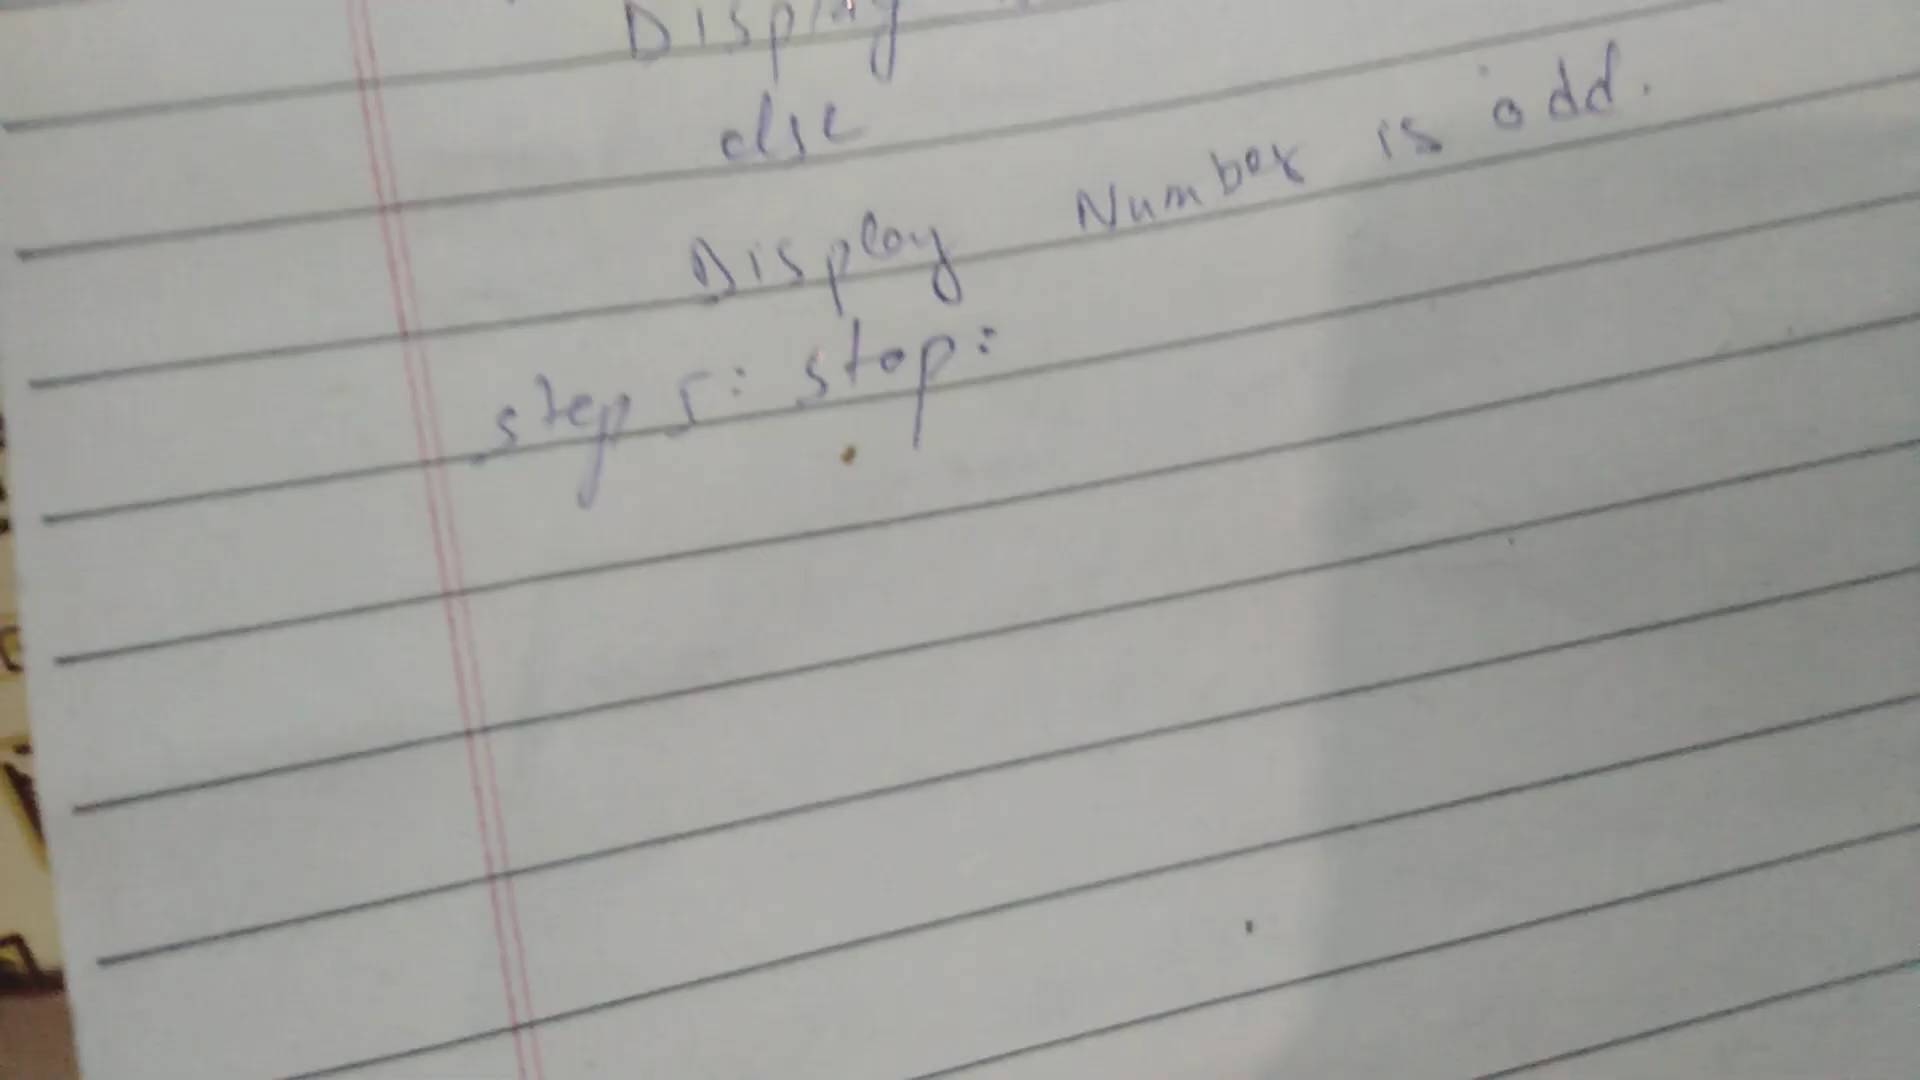 Display
else
Display Number is odd.
step 5: stop: